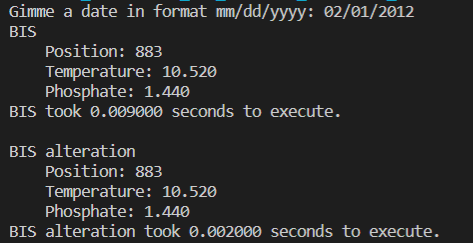 Gimme a date in format mm/dd/yyyy: 02/01/2012
BIS
    Position: 883
    Temperature: 10.520
    Phosphate: 1.440
BIS took 0.009000 seconds to execute.

BIS alteration
    Position: 883
    Temperature: 10.520
    Phosphate: 1.440
BIS alteration took 0.002000 seconds to execute.